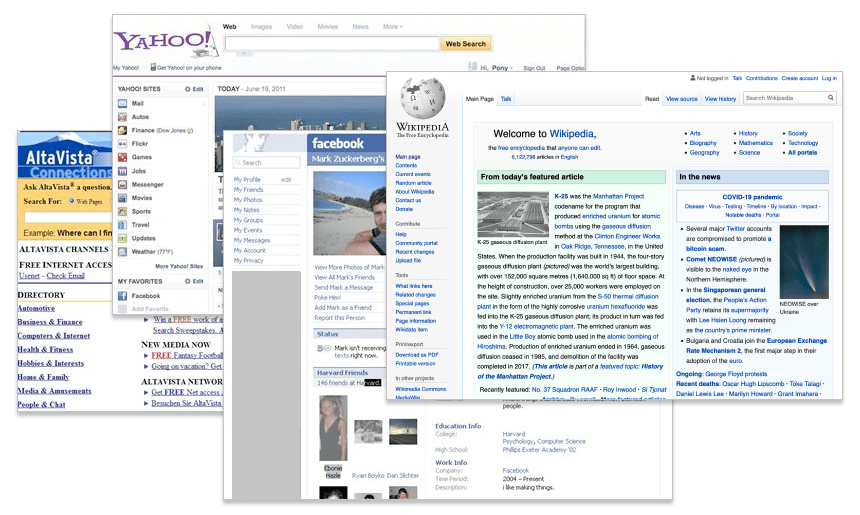 YAHOO!
Web Images Video Movies News More
Web Search
My Yahoo! Get Yahoo! on your phone
Hi, Pony Sign Out Page Optio
YAHOO! SITES Edit
Mail
Autos
Finance (Dow Jones)
Flickr
Games
Jobs
Messenger
Movies
Sports
Travel
Updates
Weather (??°F)
More Yahoo! Sites
MY FAVORITES Edit
Facebook
Add Favorite
TODAY - June 19, 2011
AltaVista
Connections
Ask AltaVista® a question.
Search For: Web Pages
Example: Where can I fin
ALTAVISTA CHANNELS
FREE INTERNET ACCES
Usenet - Check Email
DIRECTORY
Automotive
Business & Finance
Computers & Internet
Health & Fitness
Hobbies & Interests
Home & Family
Media & Amusements
People & Chat
Win a FREE work of a
Search Sweepstakes.
NEW MEDIA NOW
FREE Fantasy Football
Going on vacation? Get
ALTAVISTA NETWOR
Get FREE Net access
Besuchen Sie AltaVist
facebook
Mark Zuckerberg's
Search
My Profile edit
My Friends
My Photos
My Notes
My Groups
My Events
My Messages
My Account
My Privacy
View More Photos of Mark
View All Mark's Friends
Send Mark a Message
Poke Him!
Add Mark as a Friend
Report this Person
Status
Mark isn't receiving
texts right now.
Harvard Friends
146 friends at Harvard.
Ebonie
Hazle
Ryan Boyko
Dan Slichter
people.
Education Info
College: Harvard
Psychology, Computer Science
High School: Phillips Exeter Academy '02
Work Info
Company: Facebook
Time Period: 2004 – Present
Description: i like making things.
WIKIPEDIA
The Free Encyclopedia
Not logged in Talk Contributions Create account Log in
Main Page Talk
Read View source View history
Search Wikipedia
Main page
Contents
Current events
Random article
About Wikipedia
Contact us
Donate
Contribute
Help
Community portal
Recent changes
Upload file
Tools
What links here
Related changes
Special pages
Permanent link
Page information
Wikidata item
Print/export
Download as PDF
Printable version
In other projects
Wikimedia Commons
MediaWiki
Welcome to Wikipedia,
the free encyclopedia that anyone can edit.
6,122,798 articles in English
Arts
Biography
Geography
History
Mathematics
Science
Society
Technology
All portals
From today's featured article
K-25 was the Manhattan Project
codename for the program that
produced enriched uranium for atomic
bombs using the gaseous diffusion
method at the Clinton Engineer Works
in Oak Ridge, Tennessee, in the United
K-25 gaseous diffusion plant
States. When the production facility was built in 1944, the four-story
gaseous diffusion plant (pictured) was the world's largest building,
with over 152,000 square metres (1,640,000 sq ft) of floor space. At
the height of construction, over 25,000 workers were employed on
the site. Slightly enriched uranium from the S-50 thermal diffusion
plant in the form of the highly corrosive uranium hexafluoride was
fed into the K-25 gaseous diffusion plant; its product in turn was fed
into the Y-12 electromagnetic plant. The enriched uranium was
used in the Little Boy atomic bomb used in the atomic bombing of
Hiroshima. Production of enriched uranium ended in 1964, gaseous
diffusion ceased in 1985, and demolition of the facility was
completed in 2017. (This article is part of a featured topic: History
of the Manhattan Project.)
Recently featured: No. 37 Squadron RAAF · Roy Inwood · Si Tjonat
In the news
COVID-19 pandemic
Disease · Virus · Testing · Timeline · By location · Impact ·
Notable deaths · Portal
Several major Twitter accounts
are compromised to promote a
bitcoin scam.
Comet NEOWISE (pictured) is
visible to the naked eye in the
Northern Hemisphere.
In the Singaporean general
election, the People's Action
Party retains its supermajority
with Lee Hsien Loong remaining
as the country's prime minister.
NEOWISE over
Ukraine
Bulgaria and Croatia join the European Exchange
Rate Mechanism 2, the first major step in their
adoption of the euro.
Ongoing: George Floyd protests
Recent deaths: Oscar Hugh Lipscomb · Toke Talagi ·
Daniel Lewis Lee · Marilyn Howard · Grant Imahara ·